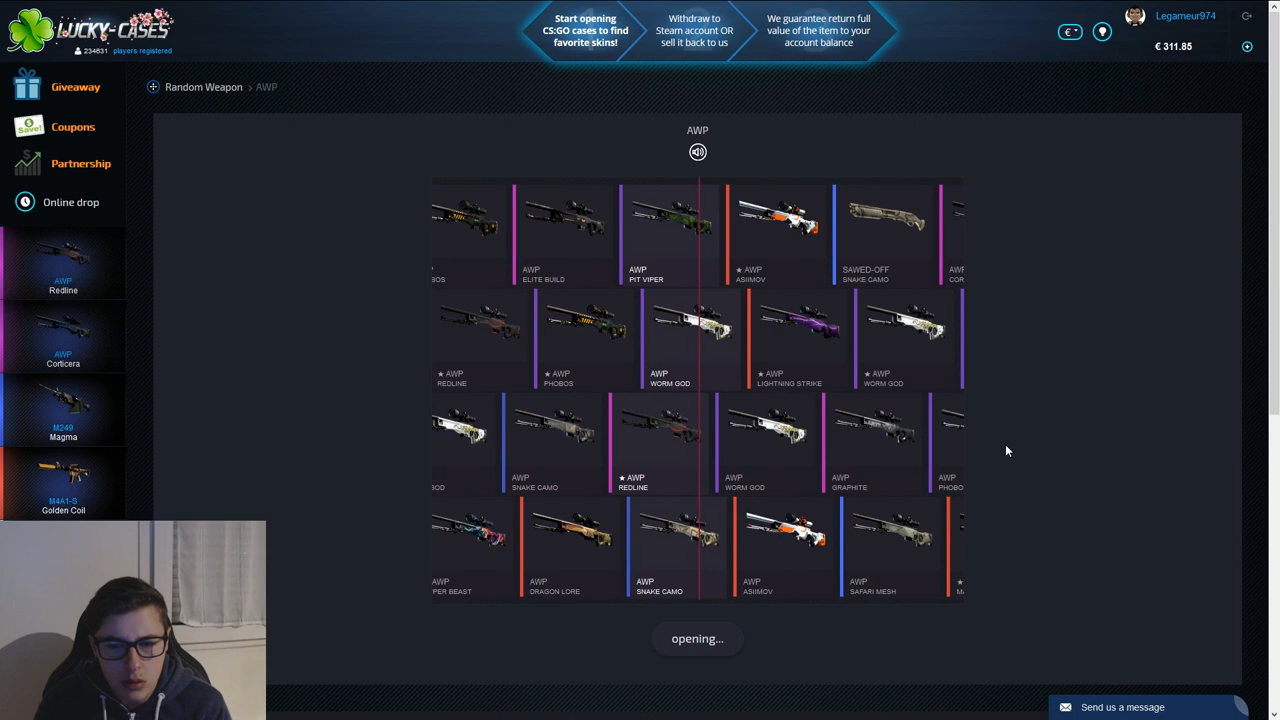 LUCKY-CASES
234631 players registered
Start opening
CS:GO cases to find
favorite skins!
Withdraw to
Steam account OR
sell it back to us
We guarantee return full
value of the item to your
account balance
€
Legameur974
€ 311.85
Giveaway
Save!
Coupons
Partnership
Online drop
Random Weapon › AWP
AWP
AWP
Redline
AWP
Corticera
M249
Magma
M4A1-S
Golden Coil
AWP
ELITE BUILD
AWP
PIT VIPER
★ AWP
ASIIMOV
SAWED-OFF
SNAKE CAMO
★ AWP
REDLINE
★ AWP
PHOBOS
AWP
WORM GOD
★ AWP
LIGHTNING STRIKE
★ AWP
WORM GOD
AWP
SNAKE CAMO
★ AWP
REDLINE
AWP
WORM GOD
AWP
GRAPHITE
AWP
PHOBO
AWP
PER BEAST
AWP
DRAGON LORE
AWP
SNAKE CAMO
AWP
ASIIMOV
AWP
SAFARI MESH
opening...
Send us a message